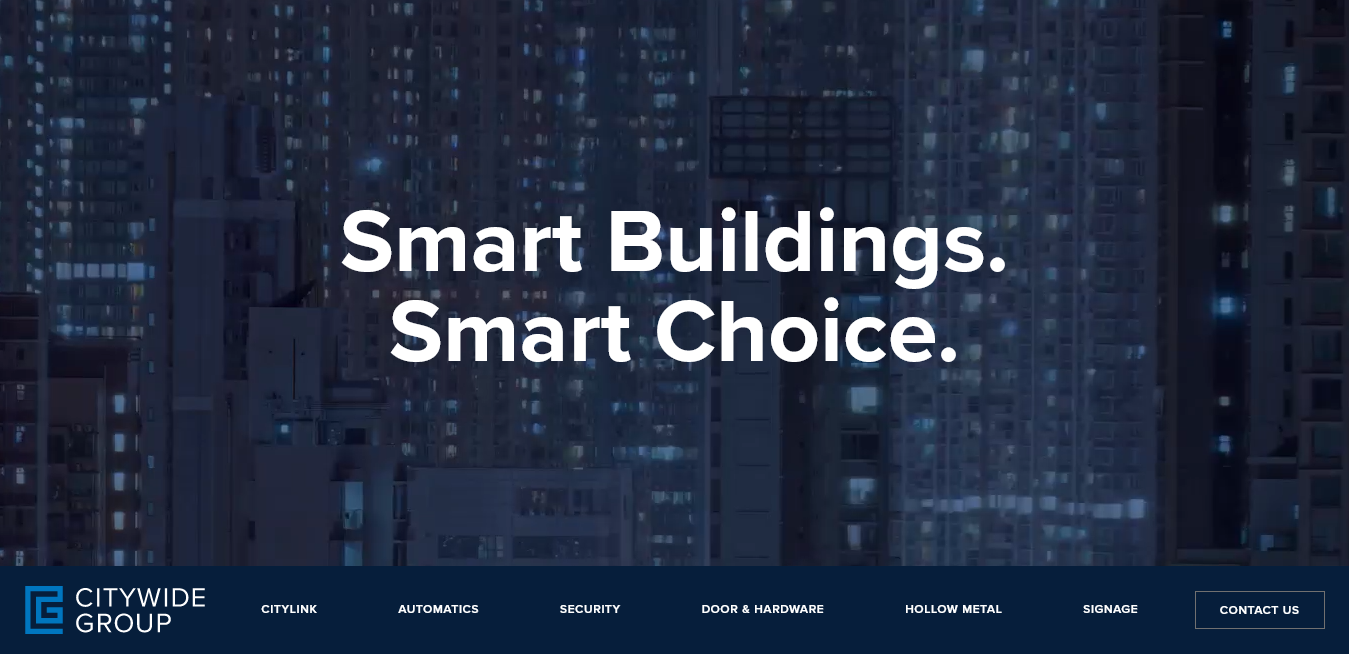 Smart Buildings.
Smart Choice.
CITYWIDE
GROUP
CITYLINK
AUTOMATICS
SECURITY
DOOR & HARDWARE
HOLLOW METAL
SIGNAGE
CONTACT US